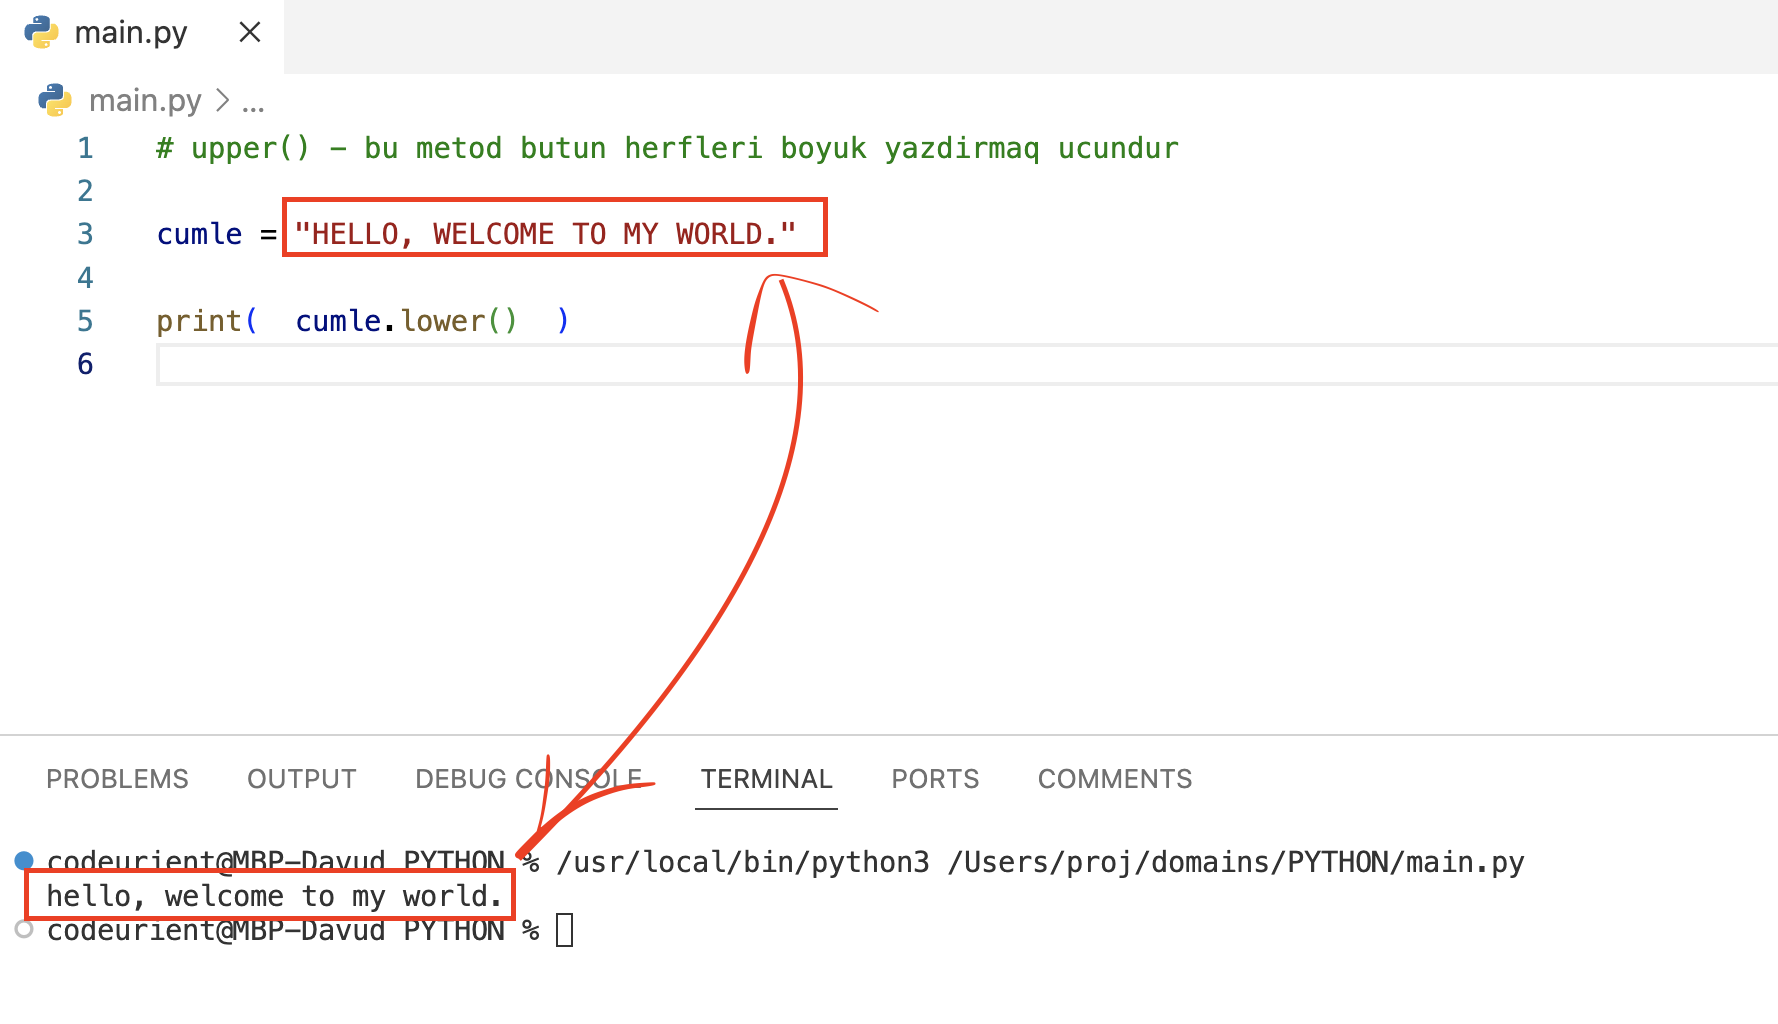 main.py
main.py > ...
1 # upper() – bu metod butun herfleri boyuk yazdirmaq ucundur
2
3 cumle = "HELLO, WELCOME TO MY WORLD."
4
5 print(  cumle.lower()  )
6
PROBLEMS OUTPUT DEBUG CONSOLE TERMINAL PORTS COMMENTS
codeurient@MBP-Davud PYTHON % /usr/local/bin/python3 /Users/proj/domains/PYTHON/main.py
hello, welcome to my world.
codeurient@MBP-Davud PYTHON %